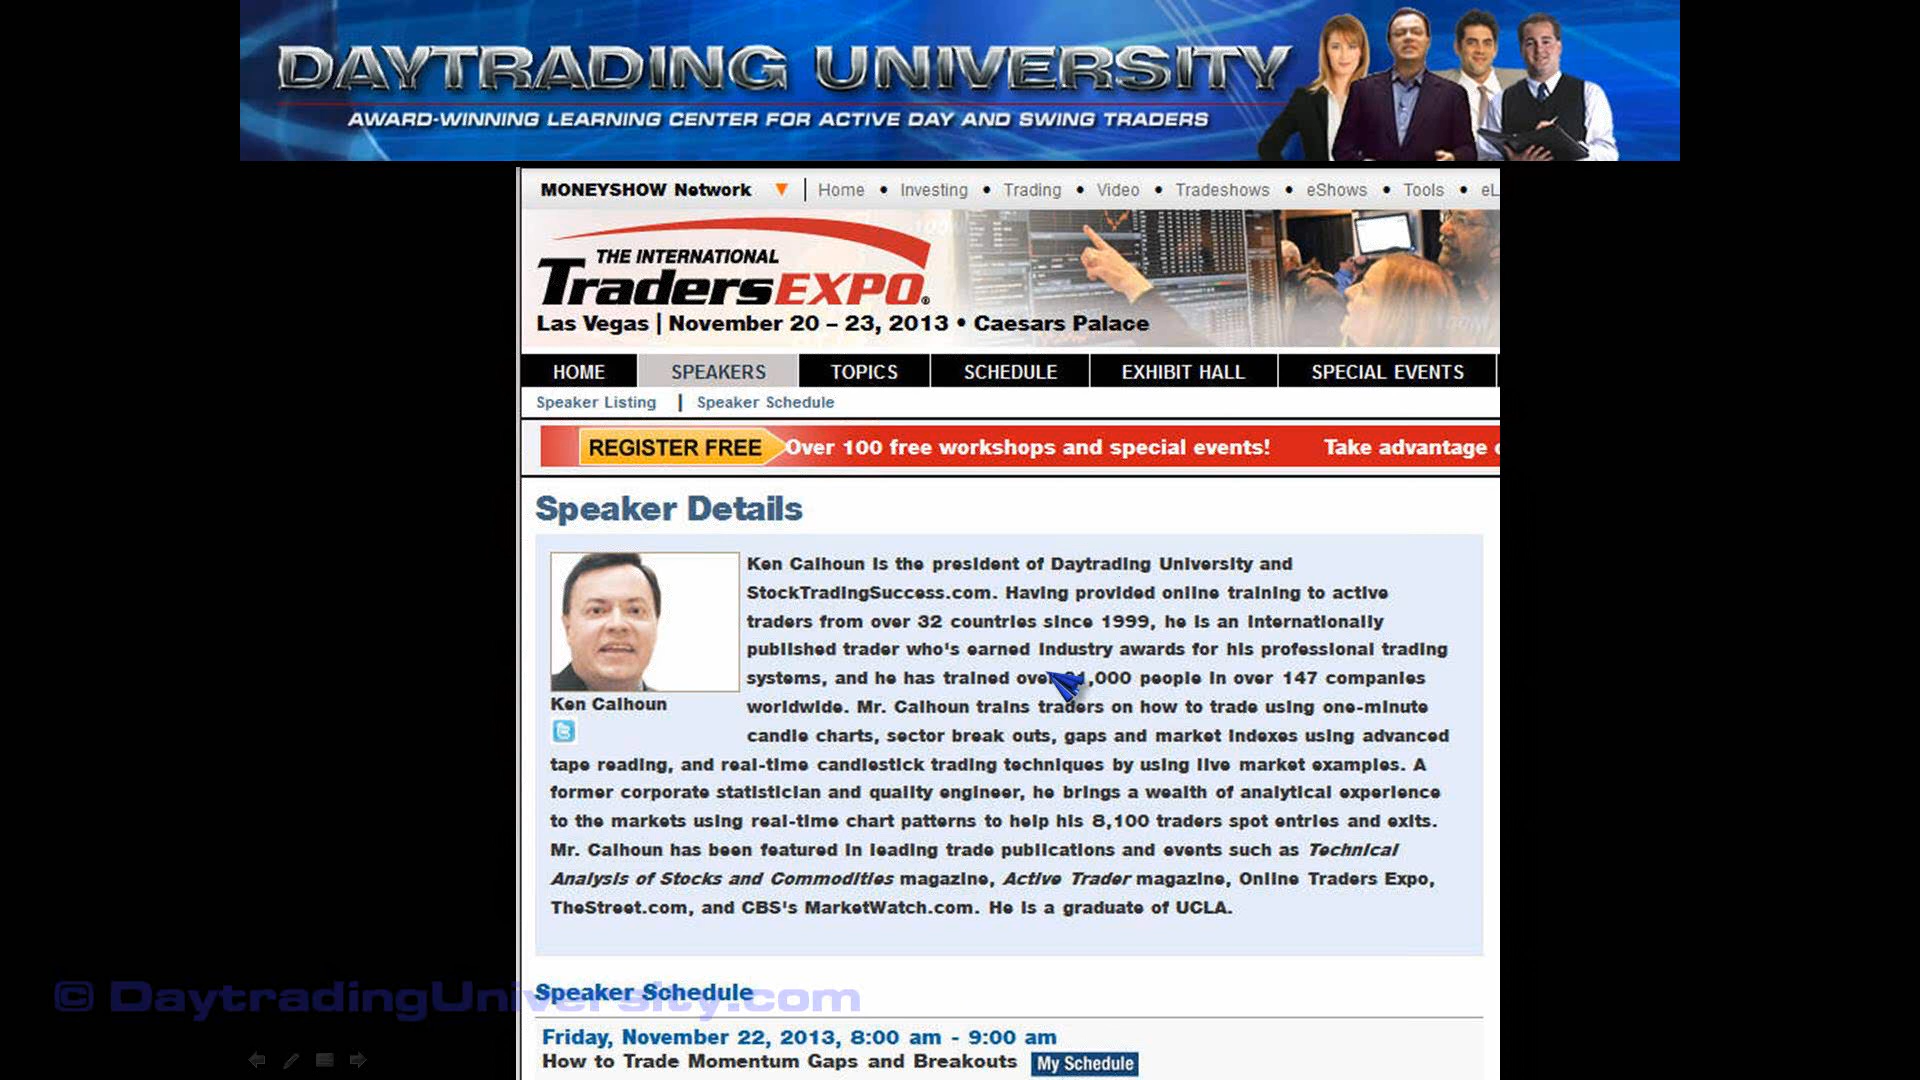 DAYTRADING UNIVERSITY
AWARD-WINNING LEARNING CENTER FOR ACTIVE DAY AND SWING TRADERS
MONEYSHOW Network ▼ | Home • Investing • Trading • Video • Tradeshows • eShows • Tools • eL
THE INTERNATIONAL
TradersEXPO®
Las Vegas | November 20 – 23, 2013 • Caesars Palace
HOME SPEAKERS TOPICS SCHEDULE EXHIBIT HALL SPECIAL EVENTS
Speaker Listing | Speaker Schedule
REGISTER FREE Over 100 free workshops and special events! Take advantage
Speaker Details
Ken Calhoun is the president of Daytrading University and
StockTradingSuccess.com. Having provided online training to active
traders from over 32 countries since 1999, he is an internationally
published trader who's earned industry awards for his professional trading
systems, and he has trained over 1,000 people in over 147 companies
worldwide. Mr. Calhoun trains traders on how to trade using one-minute
candle charts, sector break outs, gaps and market indexes using advanced
tape reading, and real-time candlestick trading techniques by using live market examples. A
former corporate statistician and quality engineer, he brings a wealth of analytical experience
to the markets using real-time chart patterns to help his 8,100 traders spot entries and exits.
Mr. Calhoun has been featured in leading trade publications and events such as Technical
Analysis of Stocks and Commodities magazine, Active Trader magazine, Online Traders Expo,
TheStreet.com, and CBS's MarketWatch.com. He is a graduate of UCLA.
Ken Calhoun
Speaker Schedule
© DaytradingUniversity.com
Friday, November 22, 2013, 8:00 am - 9:00 am
How to Trade Momentum Gaps and Breakouts My Schedule